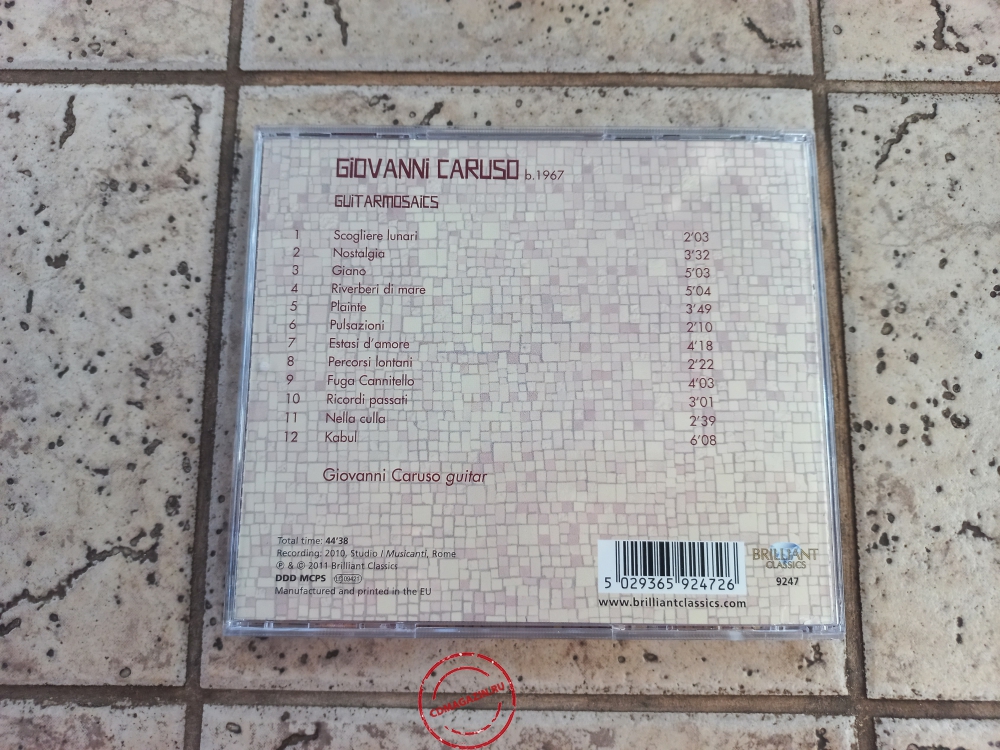 GiOVANNi CARUSO b.1967
GUiTARMOSAiCS
1 Scogliere lunari 2'03
2 Nostalgia 3'32
3 Giano 5'03
4 Riverberi di mare 5'04
5 Plainte 3'49
6 Pulsazioni 2'10
7 Estasi d'amore 4'18
8 Percorsi lontani 2'22
9 Fuga Cannitello 4'03
10 Ricordi passati 3'01
11 Nella culla 2'39
12 Kabul 6'08
Giovanni Caruso guitar
Total time: 44'38
Recording: 2010, Studio I Musicanti, Rome
℗ & © 2011 Brilliant Classics
DDD MCPS
Manufactured and printed in the EU
5 029365 924726
www.brilliantclassics.com
BRILLIANT
CLASSICS
9247
CDMAGAZIN.RU